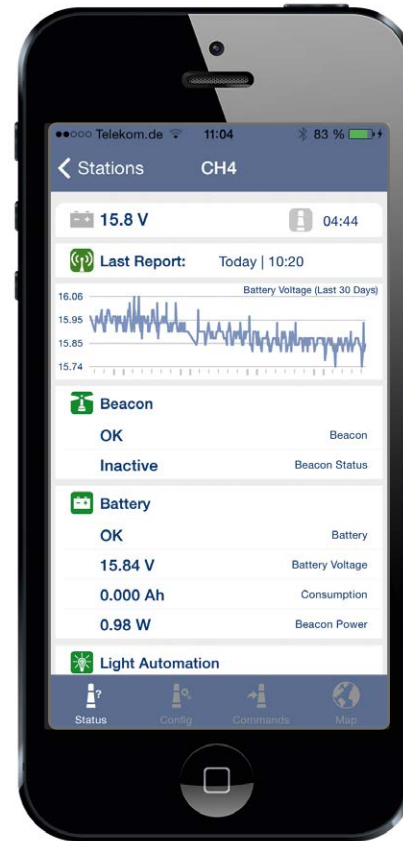 Telekom.de 11:04 83 %
Stations CH4
15.8 V 04:44
Last Report: Today | 10:20
Battery Voltage (Last 30 Days)
16.06
15.95
15.85
15.74
Beacon
OK Beacon
Inactive Beacon Status
Battery
OK Battery
15.84 V Battery Voltage
0.000 Ah Consumption
0.98 W Beacon Power
Light Automation
? 
Status Config Commands Map